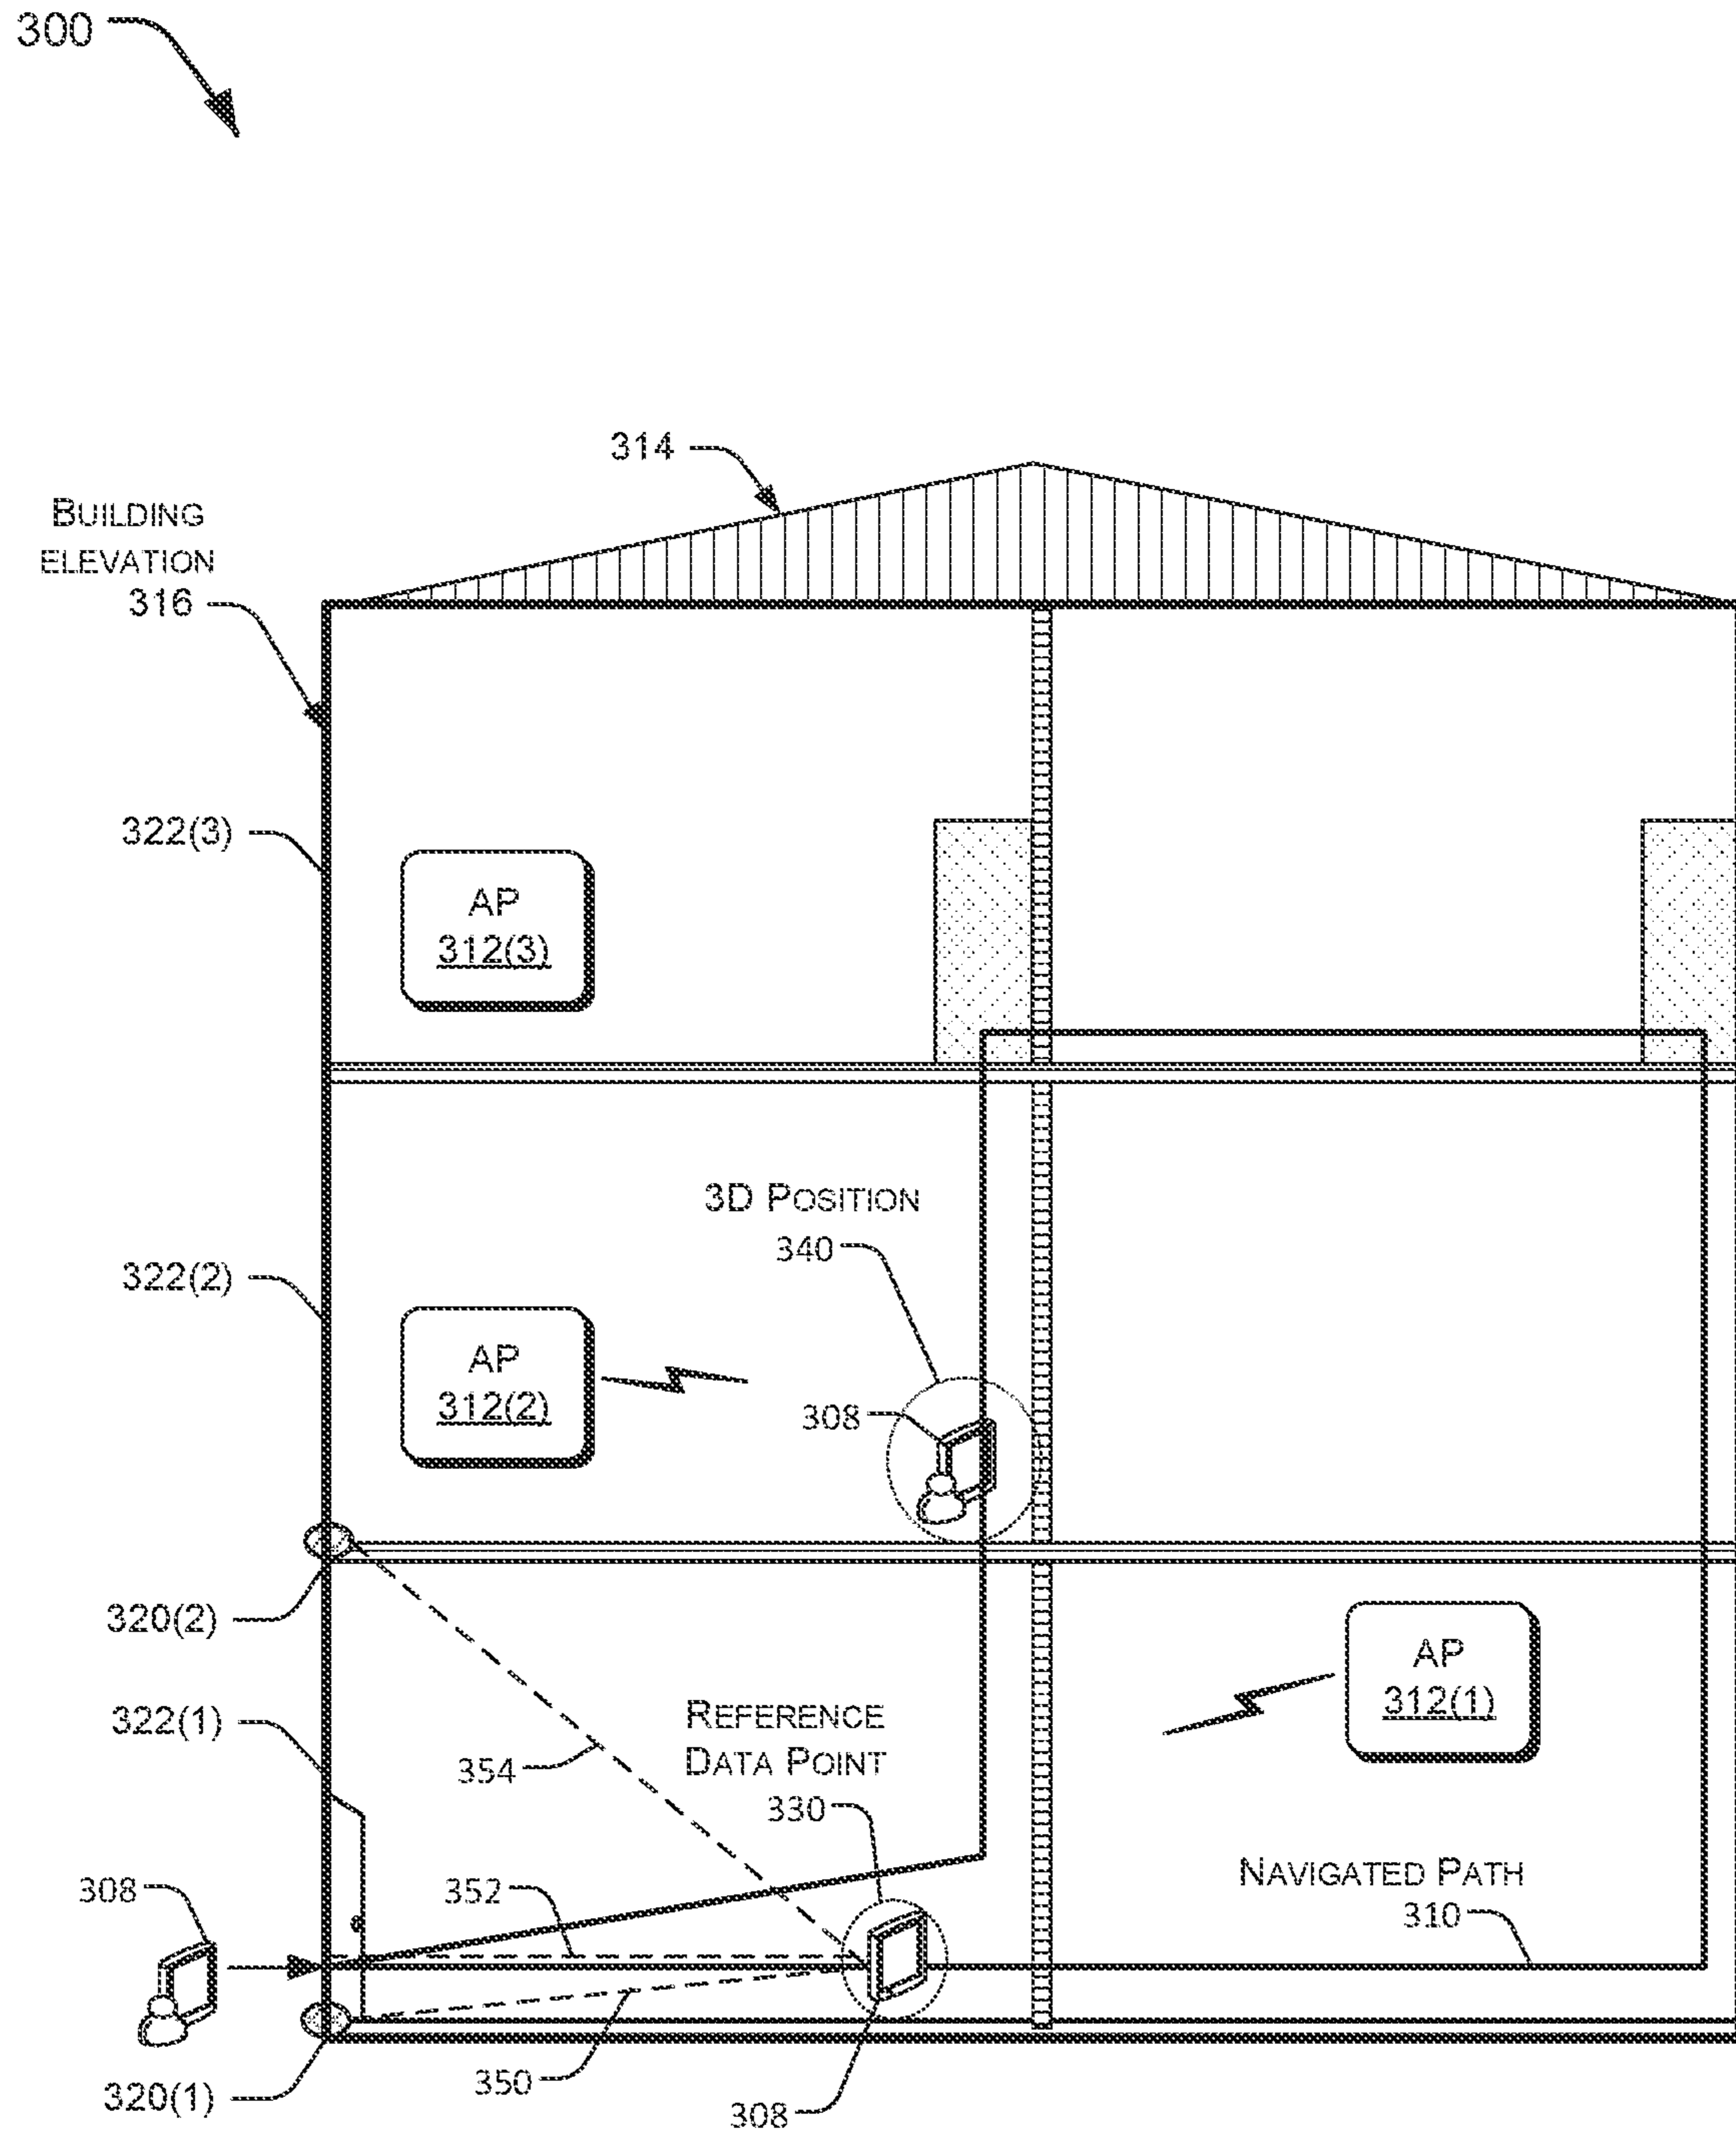 300
314
BUILDING
ELEVATION
316
322(3)
AP
312(3)
3D POSITION
340
322(2)
AP
312(2)
308
320(2)
AP
312(1)
REFERENCE
DATA POINT
330
322(1)
354
NAVIGATED PATH
310
308
352
350
320(1)
308